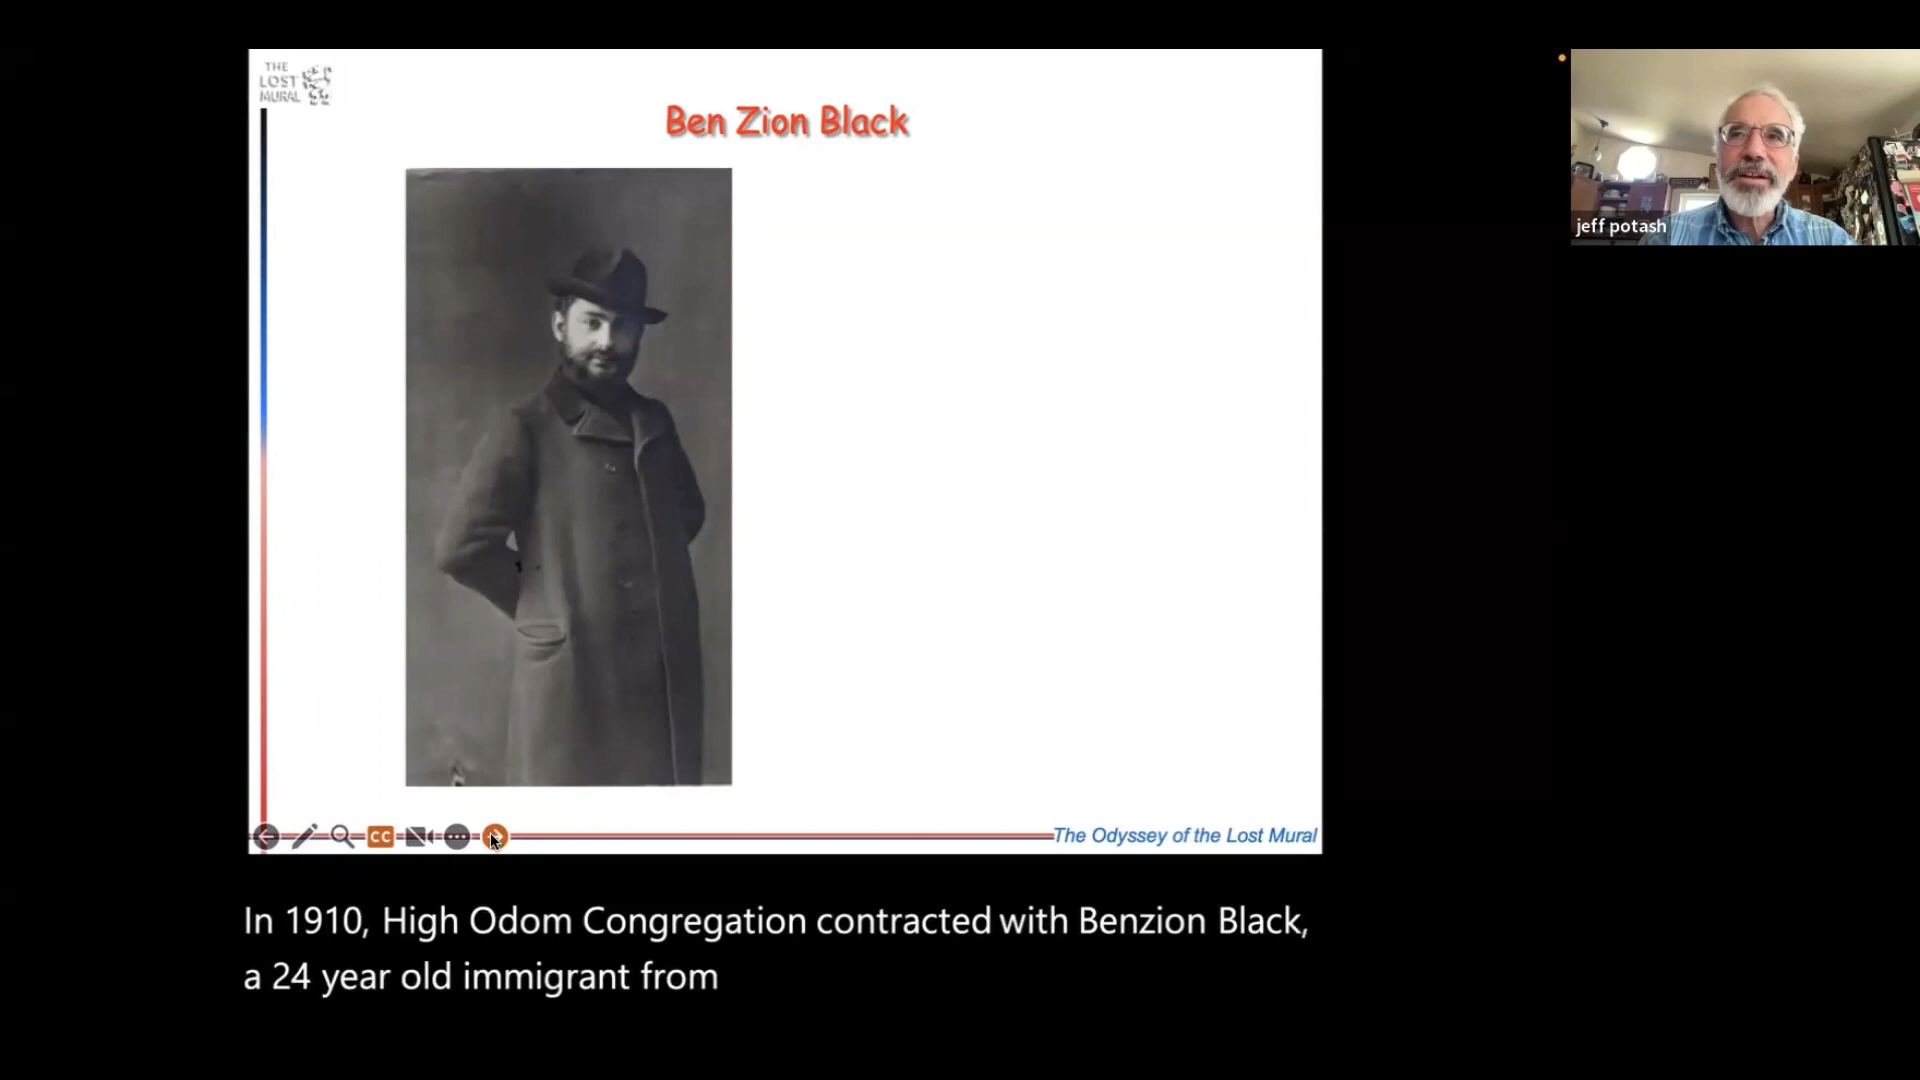 THE
LOST
MURAL
Ben Zion Black
jeff potash
CC
The Odyssey of the Lost Mural
In 1910, High Odom Congregation contracted with Benzion Black,
a 24 year old immigrant from